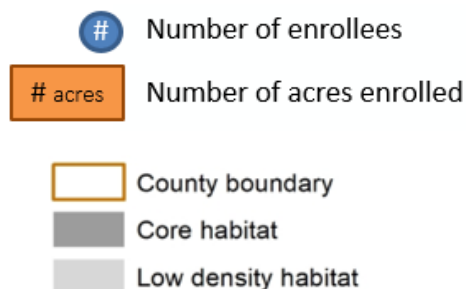 # Number of enrollees
# acres Number of acres enrolled
County boundary
Core habitat
Low density habitat